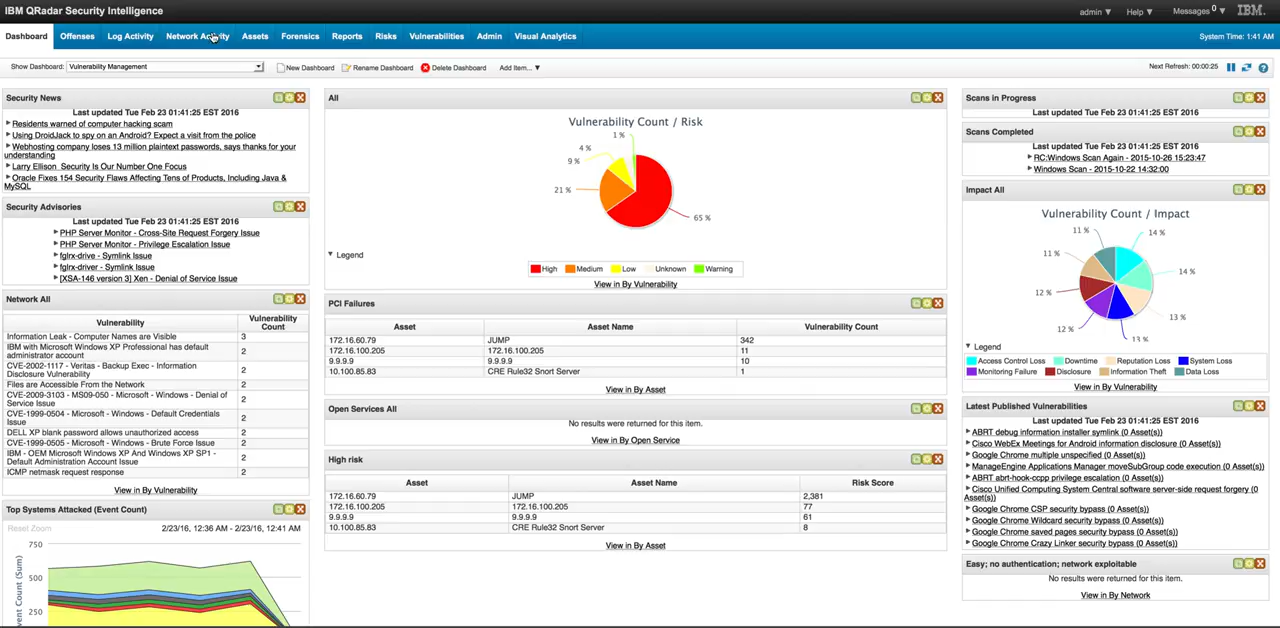 IBM QRadar Security Intelligence
admin ▼ Help ▼ Messages 0 ▼ IBM.
Dashboard Offenses Log Activity Network Activity Assets Forensics Reports Risks Vulnerabilities Admin Visual Analytics System Time: 1:41 AM
Show Dashboard: Vulnerability Management New Dashboard Rename Dashboard Delete Dashboard Add Item... ▼ Next Refresh: 00:00:25
Security News
Last updated Tue Feb 23 01:41:25 EST 2016
Residents warned of computer hacking scam
Using DroidJack to spy on an Android? Expect a visit from the police
Webhosting company loses 13 million plaintext passwords, says thanks for your
understanding
Larry Ellison Security Is Our Number One Focus
Oracle Fixes 154 Security Flaws Affecting Tens of Products, Including Java &
MySQL
Security Advisories
Last updated Tue Feb 23 01:41:25 EST 2016
PHP Server Monitor - Cross-Site Request Forgery Issue
PHP Server Monitor - Privilege Escalation Issue
fglrx-drive - Symlink Issue
fglrx-driver - Symlink Issue
[XSA-146 version 3] Xen - Denial of Service Issue
Network All
Vulnerability Vulnerability
Count
Information Leak - Computer Names are Visible 3
IBM with Microsoft Windows XP Professional has default
administrator account 2
CVE-2002-1117 - Veritas - Backup Exec - Information
Disclosure Vulnerability 2
Files are Accessible From the Network 2
CVE-2009-3103 - MS09-050 - Microsoft - Windows - Denial of
Service Issue 2
CVE-1999-0504 - Microsoft - Windows - Default Credentials
Issue 2
DELL XP blank password allows unauthorized access 2
CVE-1999-0505 - Microsoft - Windows - Brute Force Issue 2
IBM - OEM Microsoft Windows XP And Windows XP SP1 -
Default Administration Account Issue 2
ICMP netmask request response 2
View in By Vulnerability
Top Systems Attacked (Event Count)
Reset Zoom 2/23/16, 12:36 AM - 2/23/16, 12:41 AM
750
500
250
vent Count (Sum)
All
Vulnerability Count / Risk
1 %
4 %
9 %
21 %
65 %
▼ Legend
High Medium Low Unknown Warning
View in By Vulnerability
PCI Failures
Asset Asset Name Vulnerability Count
172.16.60.79 JUMP 342
172.16.100.205 172.16.100.205 11
9.9.9.9 9.9.9.9 10
10.100.85.83 CRE Rule32 Snort Server 1
View in By Asset
Open Services All
No results were returned for this item.
View in By Open Service
High risk
Asset Asset Name Risk Score
172.16.60.79 JUMP 2,381
172.16.100.205 172.16.100.205 77
9.9.9.9 9.9.9.9 61
10.100.85.83 CRE Rule32 Snort Server 8
View in By Asset
Scans in Progress
Last updated Tue Feb 23 01:41:25 EST 2016
Scans Completed
Last updated Tue Feb 23 01:41:25 EST 2016
RC:Windows Scan Again - 2015-10-26 15:23:47
Windows Scan - 2015-10-22 14:32:00
Impact All
Vulnerability Count / Impact
11 % 14 %
11 % 14 %
12 % 13 %
12 % 13 %
▼ Legend
Access Control Loss Downtime Reputation Loss System Loss
Monitoring Failure Disclosure Information Theft Data Loss
View in By Vulnerability
Latest Published Vulnerabilities
Last updated Tue Feb 23 01:41:25 EST 2016
ABRT debug information installer symlink (0 Asset(s))
Cisco WebEx Meetings for Android information disclosure (0 Asset(s))
Google Chrome multiple unspecified (0 Asset(s))
ManageEngine Applications Manager moveSubGroup code execution (0 Asset(s))
ABRT abrt-hook-ccpp privilege escalation (0 Asset(s))
Cisco Unified Computing System Central software server-side request forgery (0
Asset(s))
Google Chrome CSP security bypass (0 Asset(s))
Google Chrome Wildcard security bypass (0 Asset(s))
Google Chrome saved pages security bypass (0 Asset(s))
Google Chrome Crazy Linker security bypass (0 Asset(s))
Easy; no authentication; network exploitable
No results were returned for this item.
View in By Network